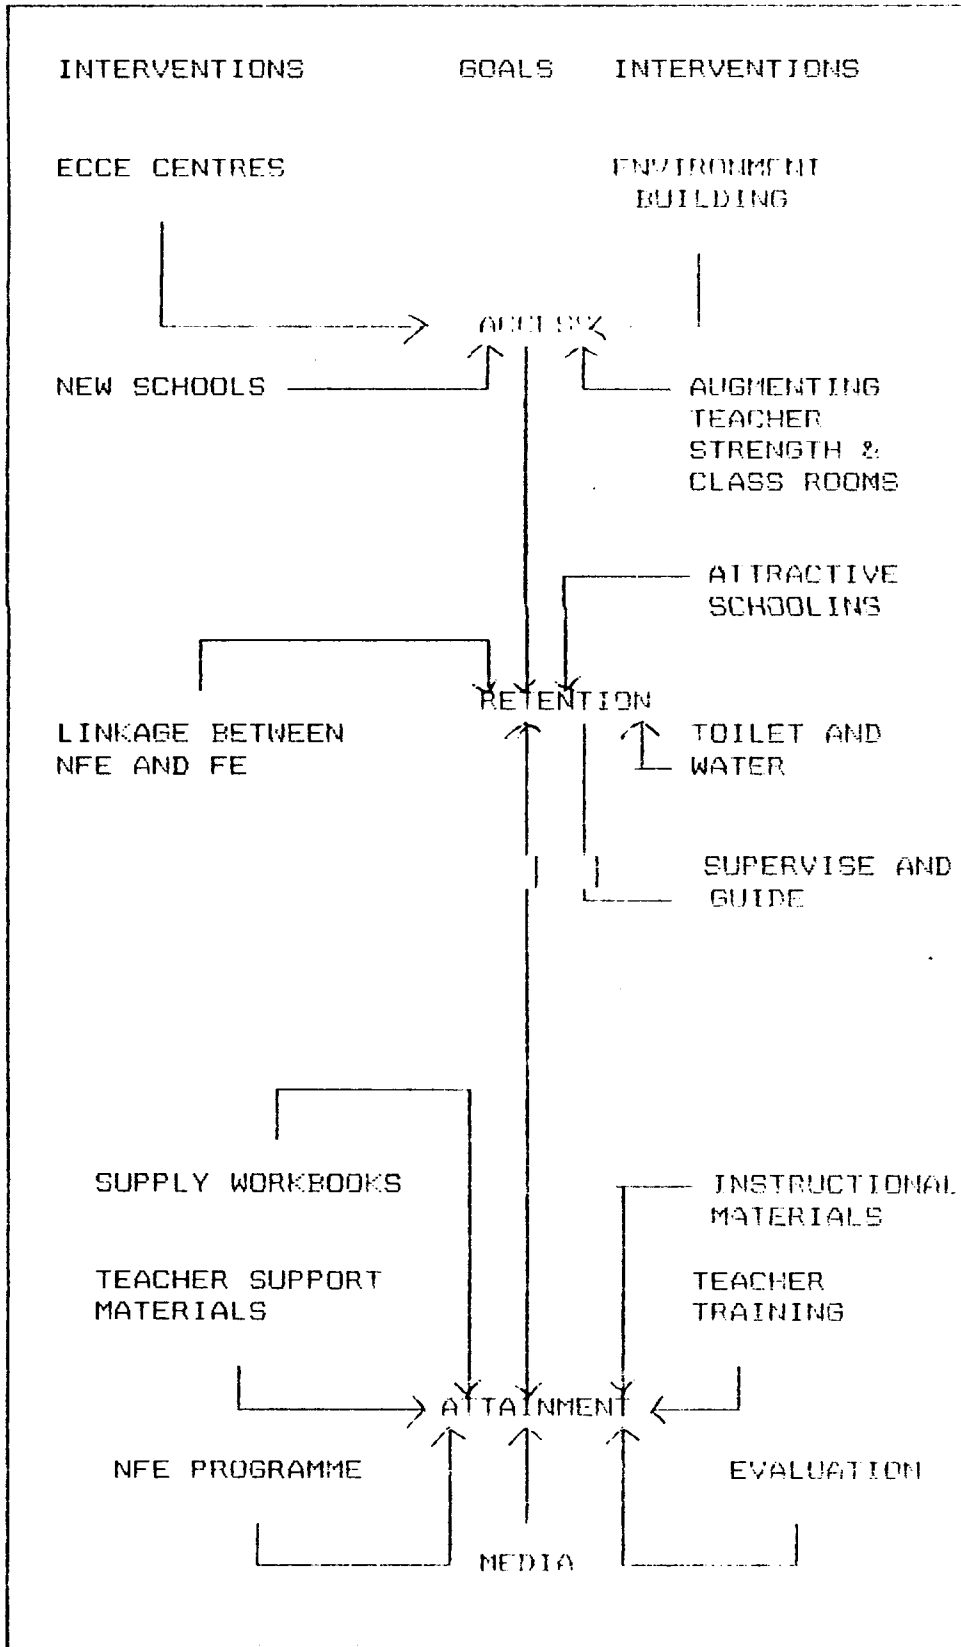 INTERVENTIONS GOALS INTERVENTIONS
ECCE CENTRES
ENVIRONMENT
BUILDING
ACCESS
NEW SCHOOLS
AUGMENTING
TEACHER
STRENGTH &
CLASS ROOMS
ATTRACTIVE
SCHOOLING
RETENTION
LINKAGE BETWEEN
NFE AND FE
TOILET AND
WATER
SUPERVISE AND
GUIDE
SUPPLY WORKBOOKS
INSTRUCTIONAL
MATERIALS
TEACHER SUPPORT
MATERIALS
TEACHER
TRAINING
ATTAINMENT
NFE PROGRAMME
EVALUATION
MEDIA